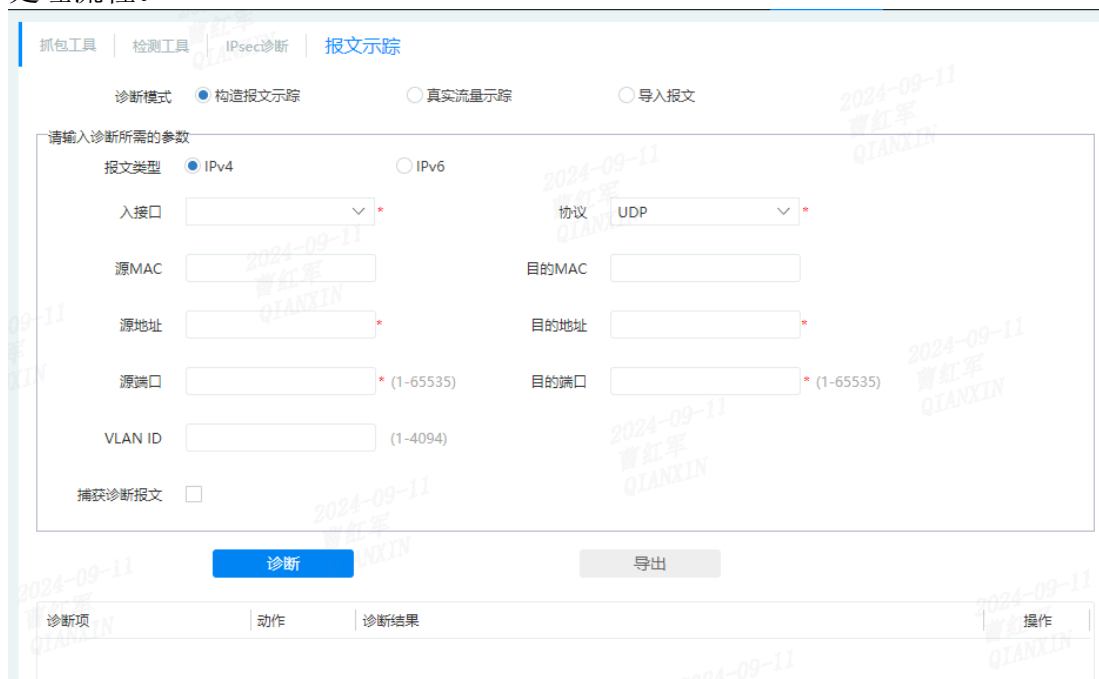 处理流程。
抓包工具 检测工具 IPsec诊断 报文示踪
诊断模式 构造报文示踪 真实流量示踪 导入报文
请输入诊断所需的参数
报文类型 IPv4 IPv6
入接口 * 协议 UDP *
源MAC 目的MAC
源地址 * 目的地址 *
源端口 * (1-65535) 目的端口 * (1-65535)
VLAN ID (1-4094)
捕获诊断报文
诊断 导出
诊断项 动作 诊断结果 操作
2024-09-11
曹红军
QIANXIN